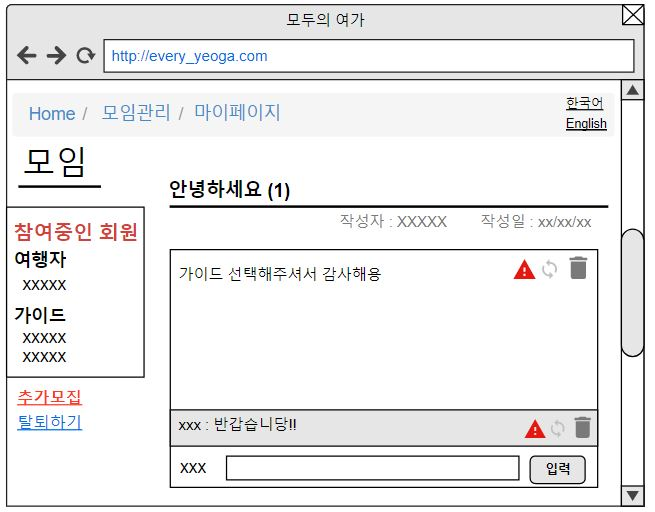 모두의 여가
http://every_yeoga.com
Home / 모임관리 / 마이페이지
한국어
English
모임
안녕하세요 (1)
작성자 : XXXXX 작성일 : xx/xx/xx
참여중인 회원
여행자
XXXXX
가이드
XXXXX
XXXXX
추가모집
탈퇴하기
가이드 선택해주셔서 감사해용
xxx : 반갑습니당!!
XXX
입력